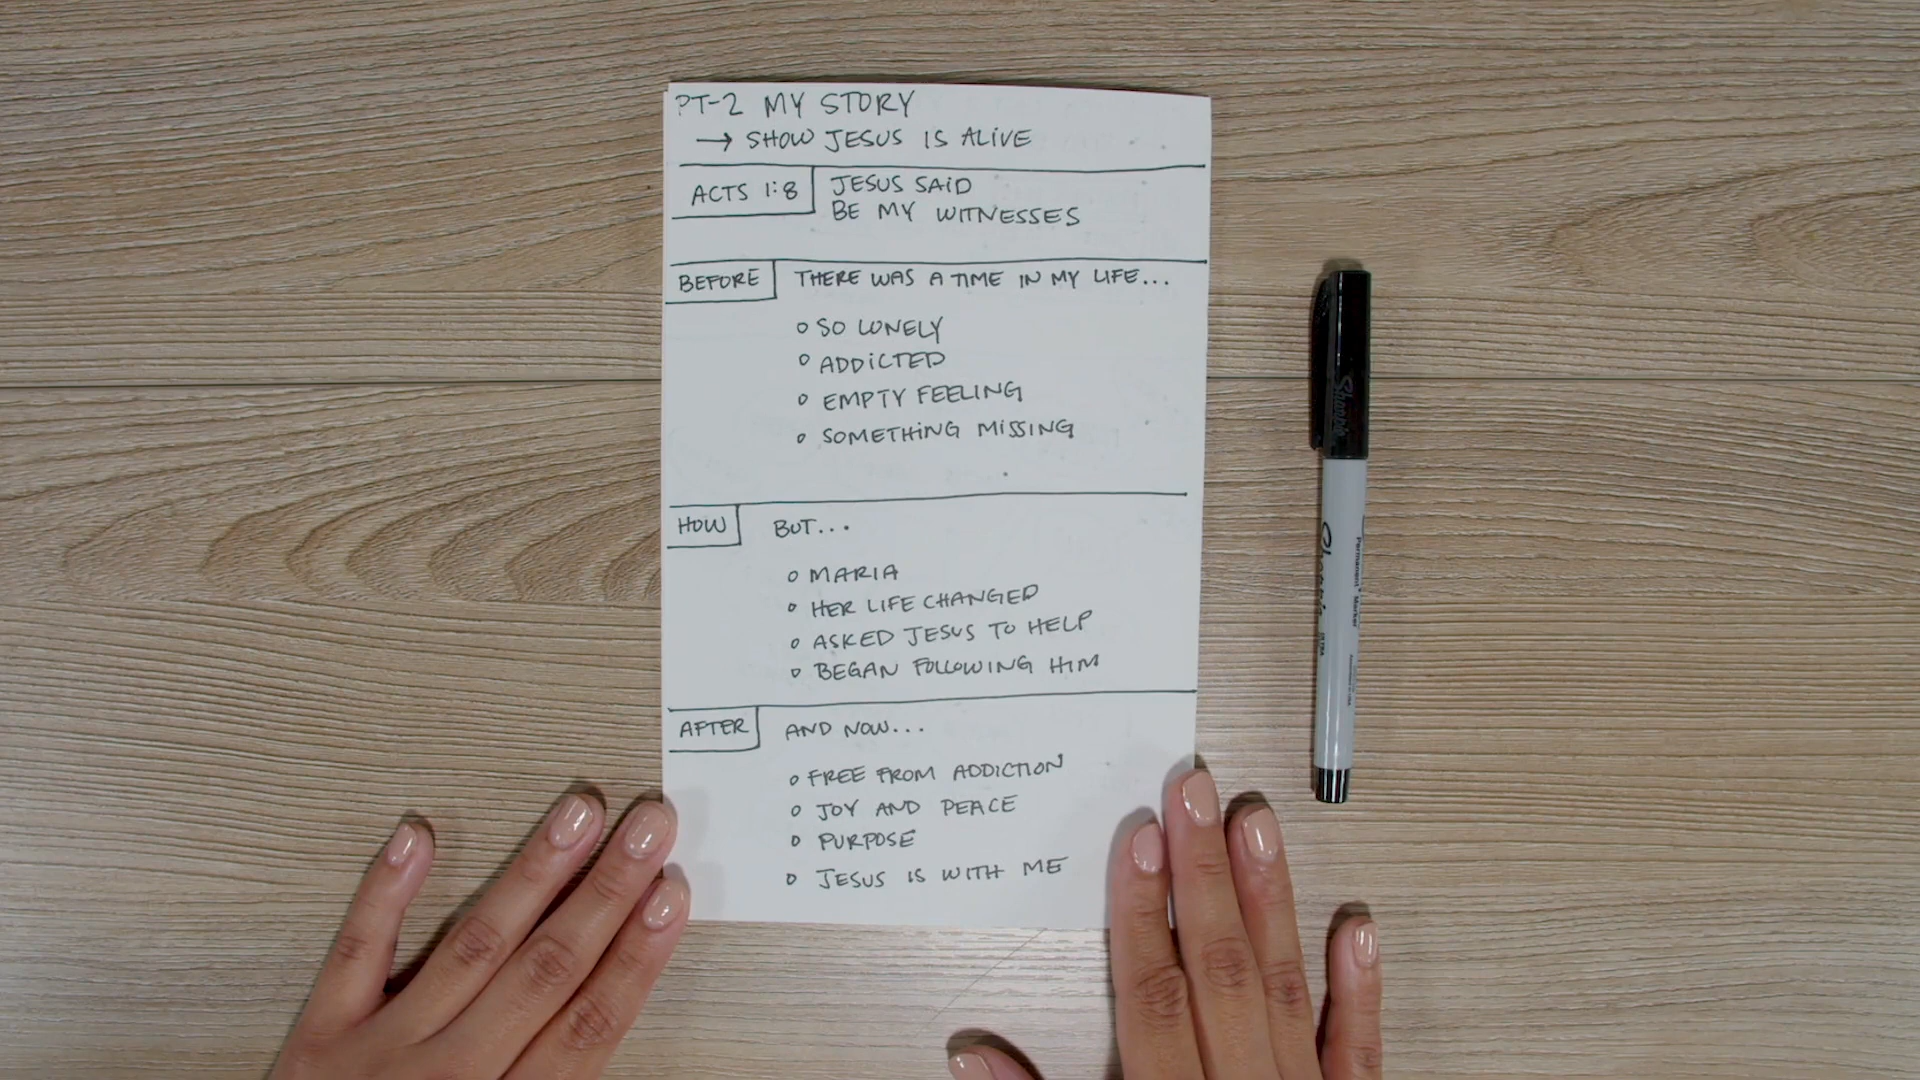 PT-2 MY STORY
→ SHOW JESUS IS ALIVE
ACTS 1:8
JESUS SAID
BE MY WITNESSES
BEFORE
THERE WAS A TIME IN MY LIFE...
SO LONELY
ADDICTED
EMPTY FEELING
SOMETHING MISSING
HOW
BUT...
MARIA
HER LIFE CHANGED
ASKED JESUS TO HELP
BEGAN FOLLOWING HIM
AFTER
AND NOW...
FREE FROM ADDICTION
JOY AND PEACE
PURPOSE
JESUS IS WITH ME
Sharpie
Sharpie
Permanent Marker